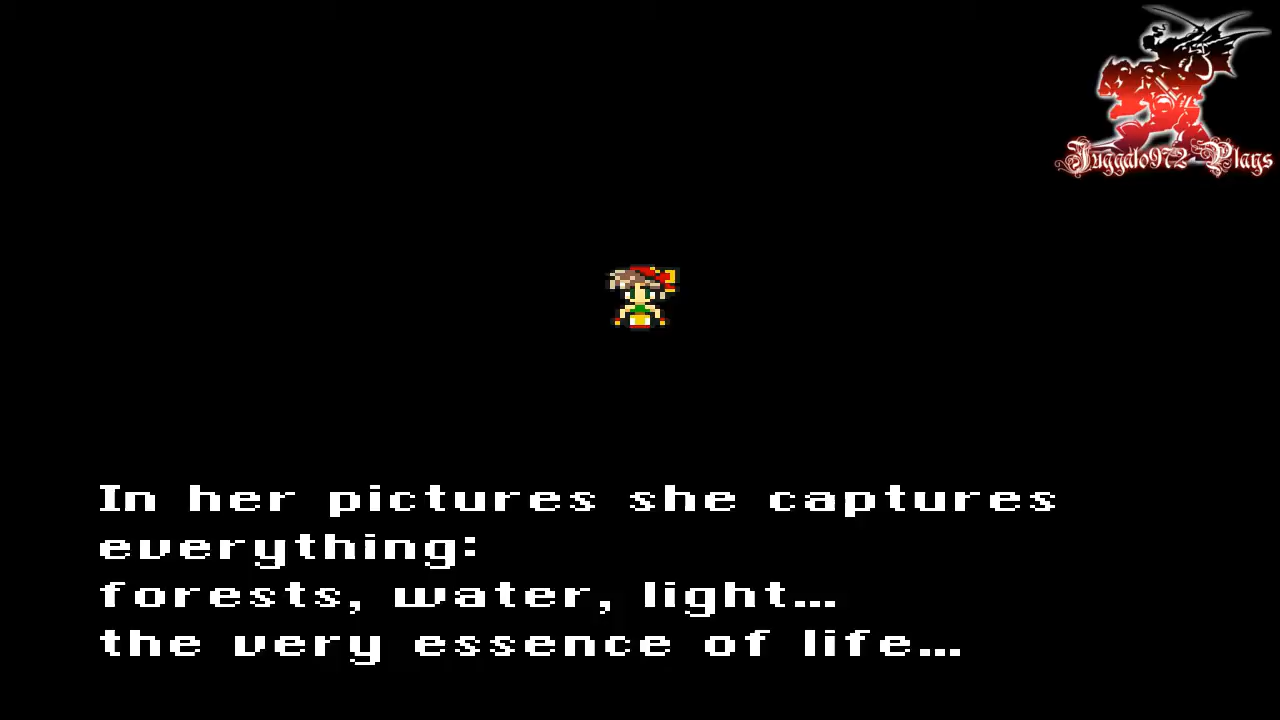 Juggalo972 Plays
In her pictures she captures
everything:
forests, water, light...
the very essence of life...